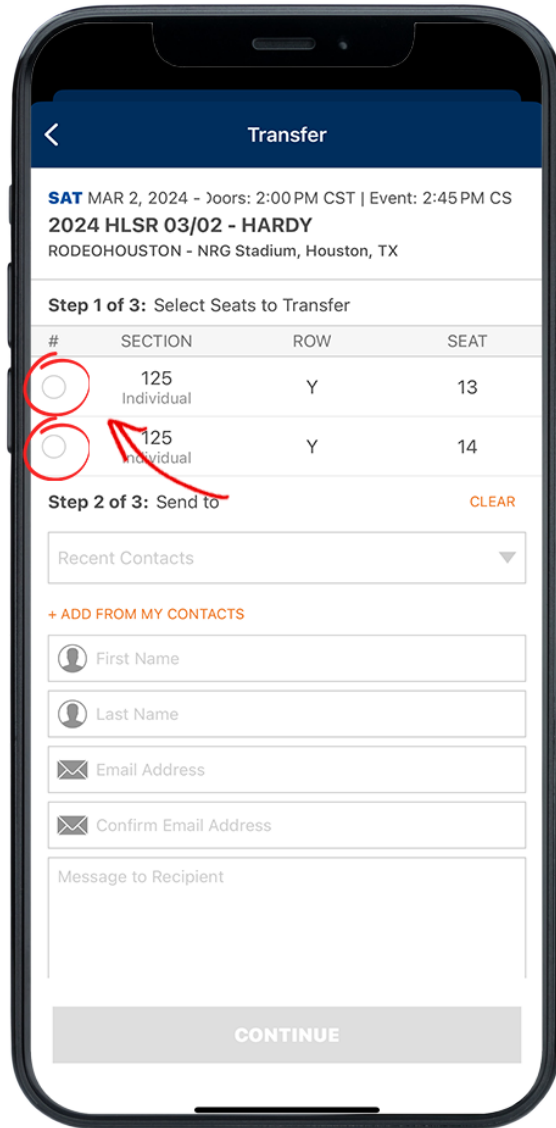 Transfer
SAT MAR 2, 2024 - Doors: 2:00 PM CST | Event: 2:45 PM CS
2024 HLSR 03/02 - HARDY
RODEOHOUSTON - NRG Stadium, Houston, TX
Step 1 of 3: Select Seats to Transfer
# SECTION ROW SEAT
125 Y 13
Individual
125 Y 14
Individual
Step 2 of 3: Send to CLEAR
Recent Contacts
+ ADD FROM MY CONTACTS
First Name
Last Name
Email Address
Confirm Email Address
Message to Recipient
CONTINUE